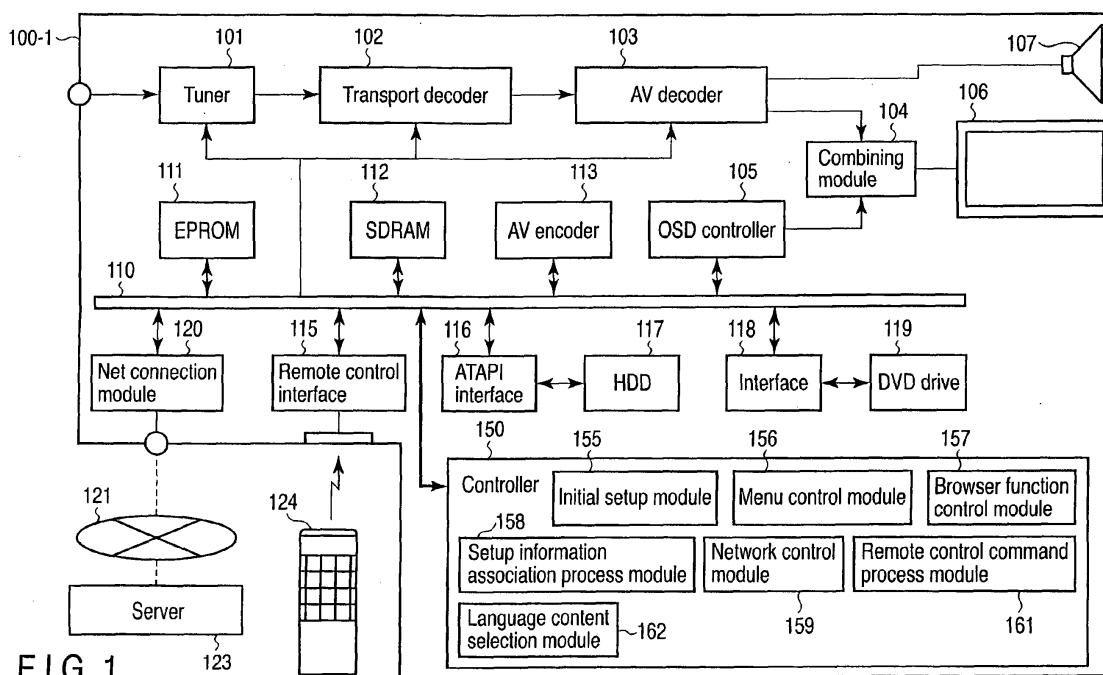 100-1
101
102
103
107
Tuner
Transport decoder
AV decoder
104
106
Combining
module
111
112
113
105
EPROM
SDRAM
AV encoder
OSD controller
110
120
115
116
117
118
119
Net connection
module
Remote control
interface
ATAPI
interface
HDD
Interface
DVD drive
150
155
156
157
Controller
Initial setup module
Menu control module
Browser function
control module
121
124
158
Setup information
association process module
Network control
module
Remote control command
process module
Server
Language content
selection module
162
159
161
123
FIG. 1